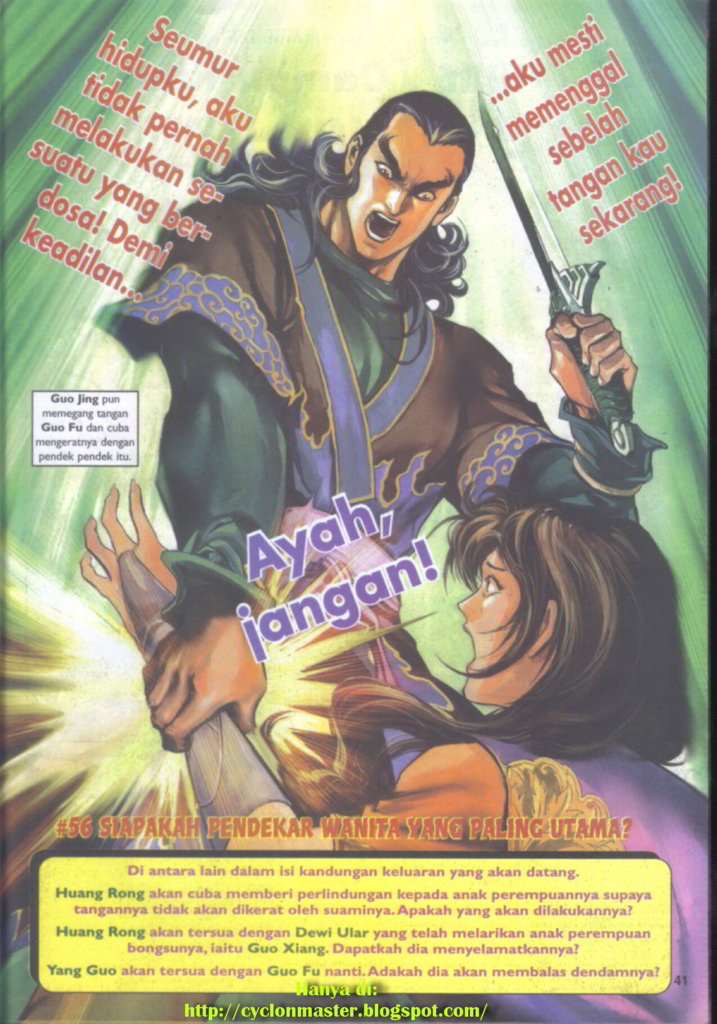 Seumur
hidupku, aku
tidak pernah
melakukan se-
suatu yang ber-
dosa! Demi
keadilan...
...aku mesti
memenggal
sebelah
tangan kau
sekarang!
Guo Jing pun
memegang tangan
Guo Fu dan cuba
mengeratnya dengan
pendek pendek itu.
Ayah,
jangan!
#56 SIAPAKAH PENDEKAR WANITA YANG PALING UTAMA?
Di antara lain dalam isi kandungan keluaran yang akan datang.
Huang Rong akan cuba memberi perlindungan kepada anak perempuannya supaya
tangannya tidak akan dikerat oleh suaminya. Apakah yang akan dilakukannya?
Huang Rong akan tersua dengan Dewi Ular yang telah melarikan anak perempuan
bongsunya, iaitu Guo Xiang. Dapatkah dia menyelamatkannya?
Yang Guo akan tersua dengan Guo Fu nanti. Adakah dia akan membalas dendamnya?
41
Hanya di:
http://cyclonmaster.blogspot.com/